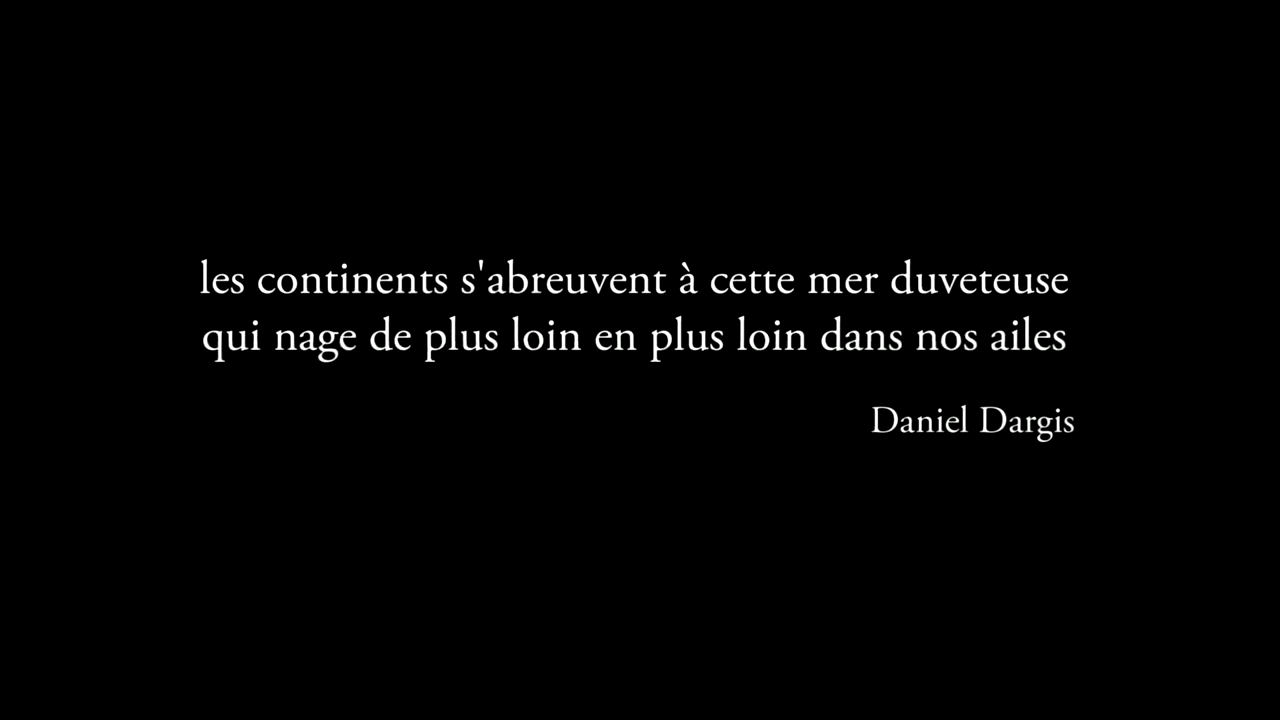 les continents s'abreuvent à cette mer duveteuse
qui nage de plus loin en plus loin dans nos ailes
Daniel Dargis